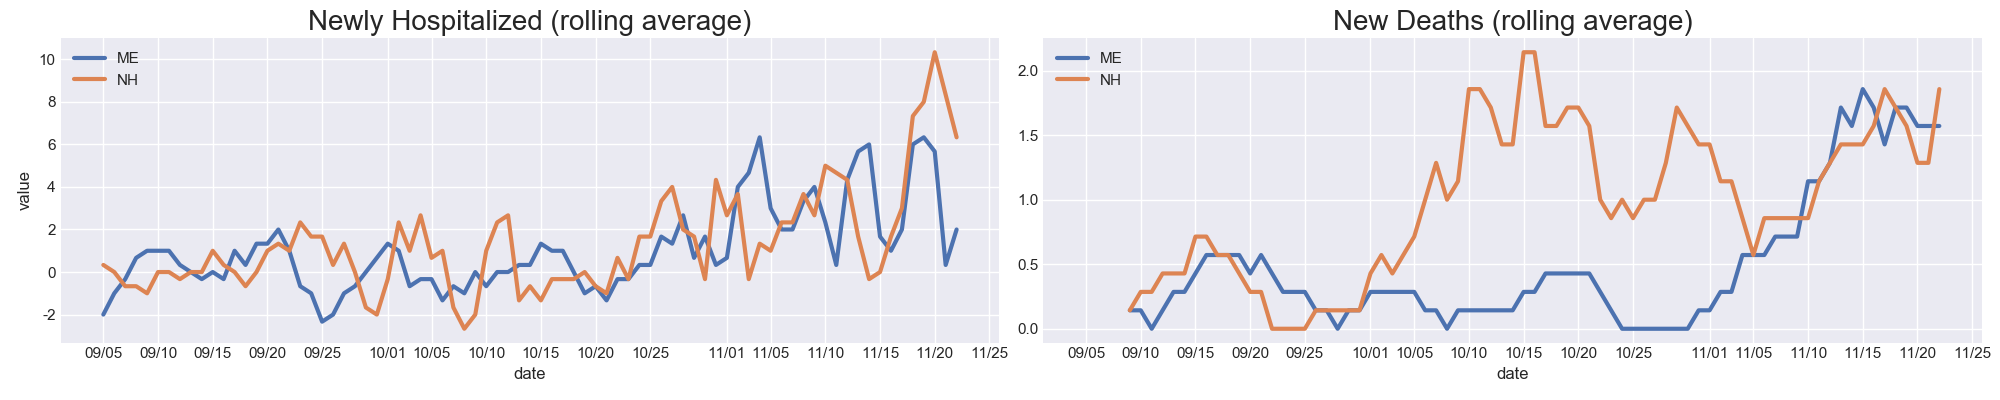 Newly Hospitalized (rolling average)
ME
NH
value
10
8
6
4
2
0
-2
09/05 09/10 09/15 09/20 09/25 10/01 10/05 10/10 10/15 10/20 10/25 11/01 11/05 11/10 11/15 11/20 11/25
date
New Deaths (rolling average)
ME
NH
2.0
1.5
1.0
0.5
0.0
09/05 09/10 09/15 09/20 09/25 10/01 10/05 10/10 10/15 10/20 10/25 11/01 11/05 11/10 11/15 11/20 11/25
date